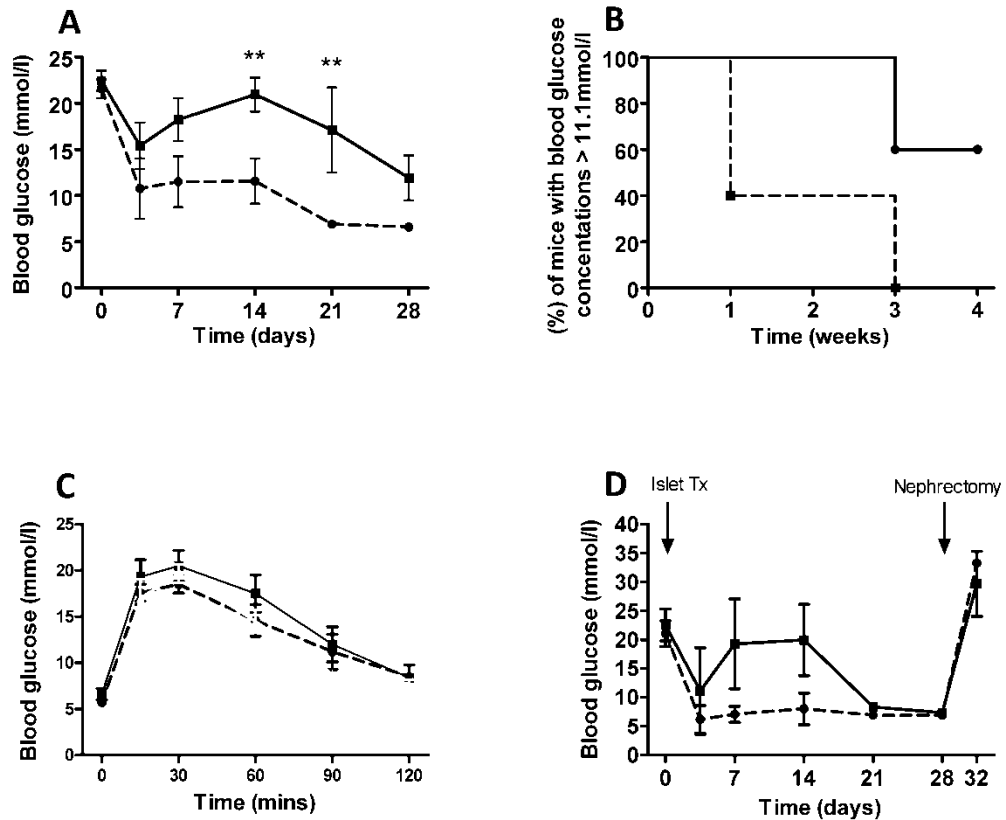 A
**
**
Blood glucose (mmol/l)
25
20
15
10
5
0
0 7 14 21 28
Time (days)
B
(%) of mice with blood glucose
concentrations > 11.1mmol/l
100
80
60
40
20
0
1 2 3 4
Time (weeks)
C
Blood glucose (mmol/l)
25
20
15
10
5
0
0 30 60 90 120
Time (mins)
D
Islet Tx
Nephrectomy
Blood glucose (mmol/l)
40
35
30
25
20
15
10
5
0
0 7 14 21 28 32
Time (days)